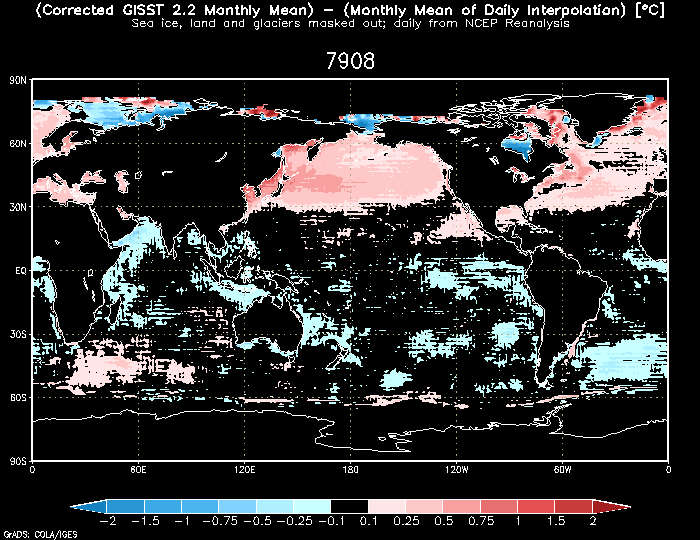 (Corrected GISST 2.2 Monthly Mean) − (Monthly Mean of Daily Interpolation) [°C]
Sea ice, land and glaciers masked out; daily from NCEP Reanalysis
7908
90N
60N
30N
EQ
30S
60S
90S
0 60E 120E 180 120W 60W 0
−2 −1.5 −1 −0.75 −0.5 −0.25 −0.1 0.1 0.25 0.5 0.75 1 1.5 2
GrADS: COLA/IGES